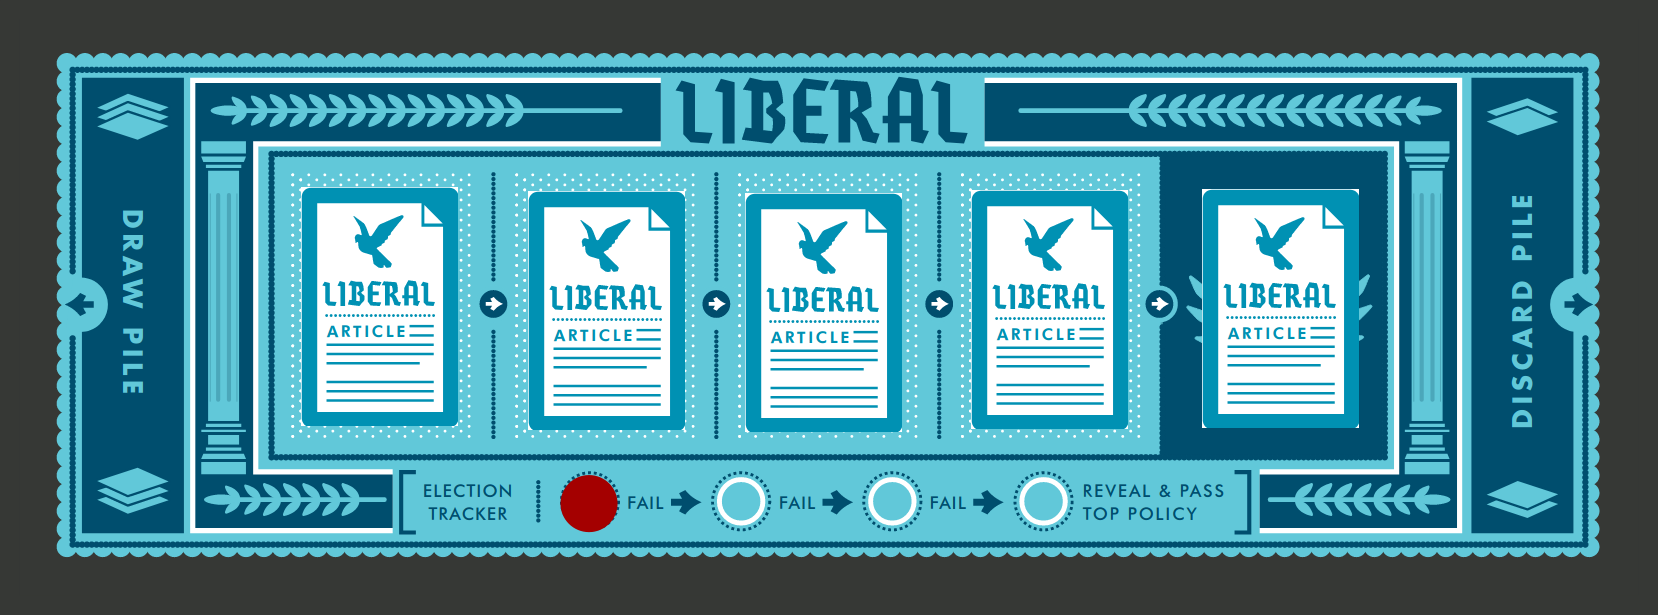 LIBERAL
DRAW PILE
LIBERAL
ARTICLE
LIBERAL
ARTICLE
LIBERAL
ARTICLE
LIBERAL
ARTICLE
LIBERAL
ARTICLE
DISCARD PILE
ELECTION
TRACKER
FAIL
FAIL
FAIL
REVEAL & PASS
TOP POLICY